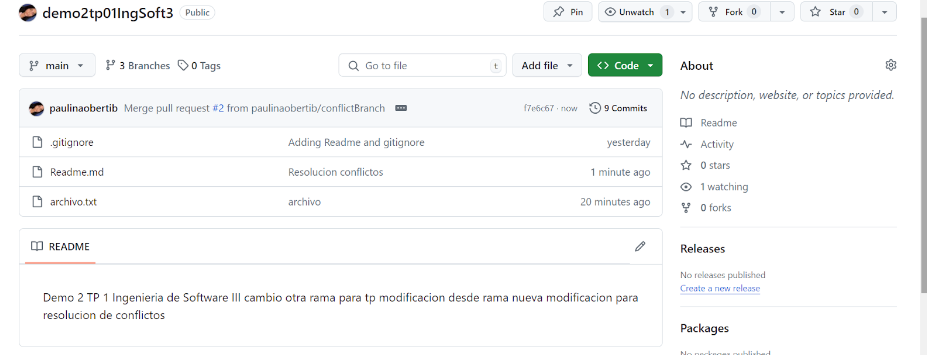 demo2tp01IngSoft3 Public Pin Unwatch 1 Fork 0 Star 0
main 3 Branches 0 Tags Go to file t Add file Code
paulinaobertib Merge pull request #2 from paulinaobertib/conflictBranch f7e6c67 · now 9 Commits
.gitignore Adding Readme and gitignore yesterday
Readme.md Resolucion conflictos 1 minute ago
archivo.txt archivo 20 minutes ago
README
Demo 2 TP 1 Ingenieria de Software III cambio otra rama para tp modificacion desde rama nueva modificacion para
resolucion de conflictos
About
No description, website, or topics provided.
Readme
Activity
0 stars
1 watching
0 forks
Releases
No releases published
Create a new release
Packages
No packages published